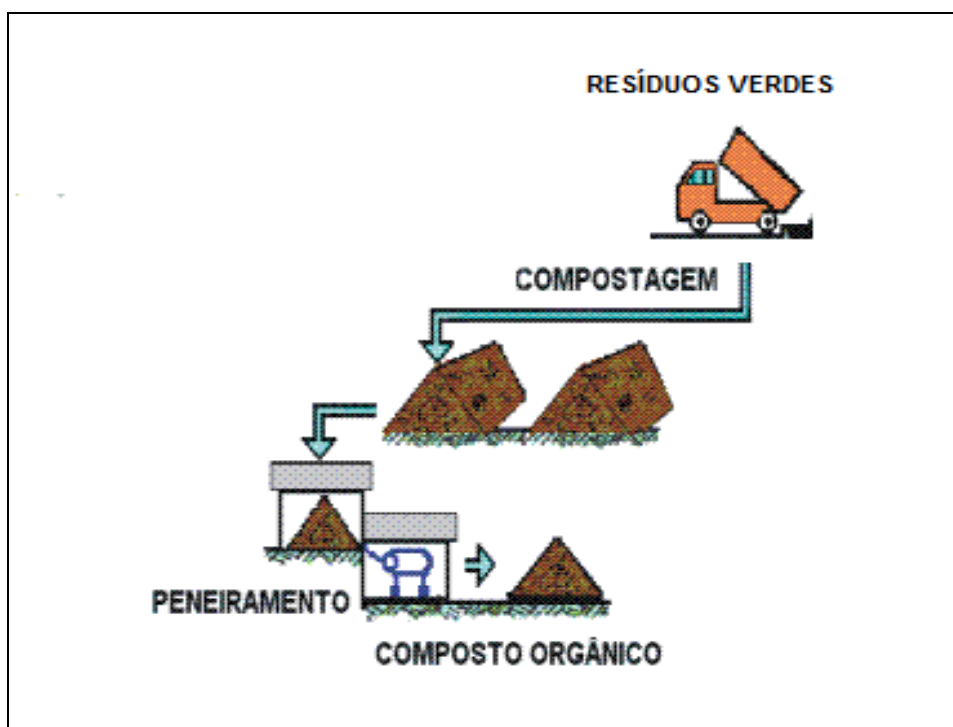 RESÍDUOS VERDES
COMPOSTAGEM
PENEIRAMENTO
COMPOSTO ORGÂNICO